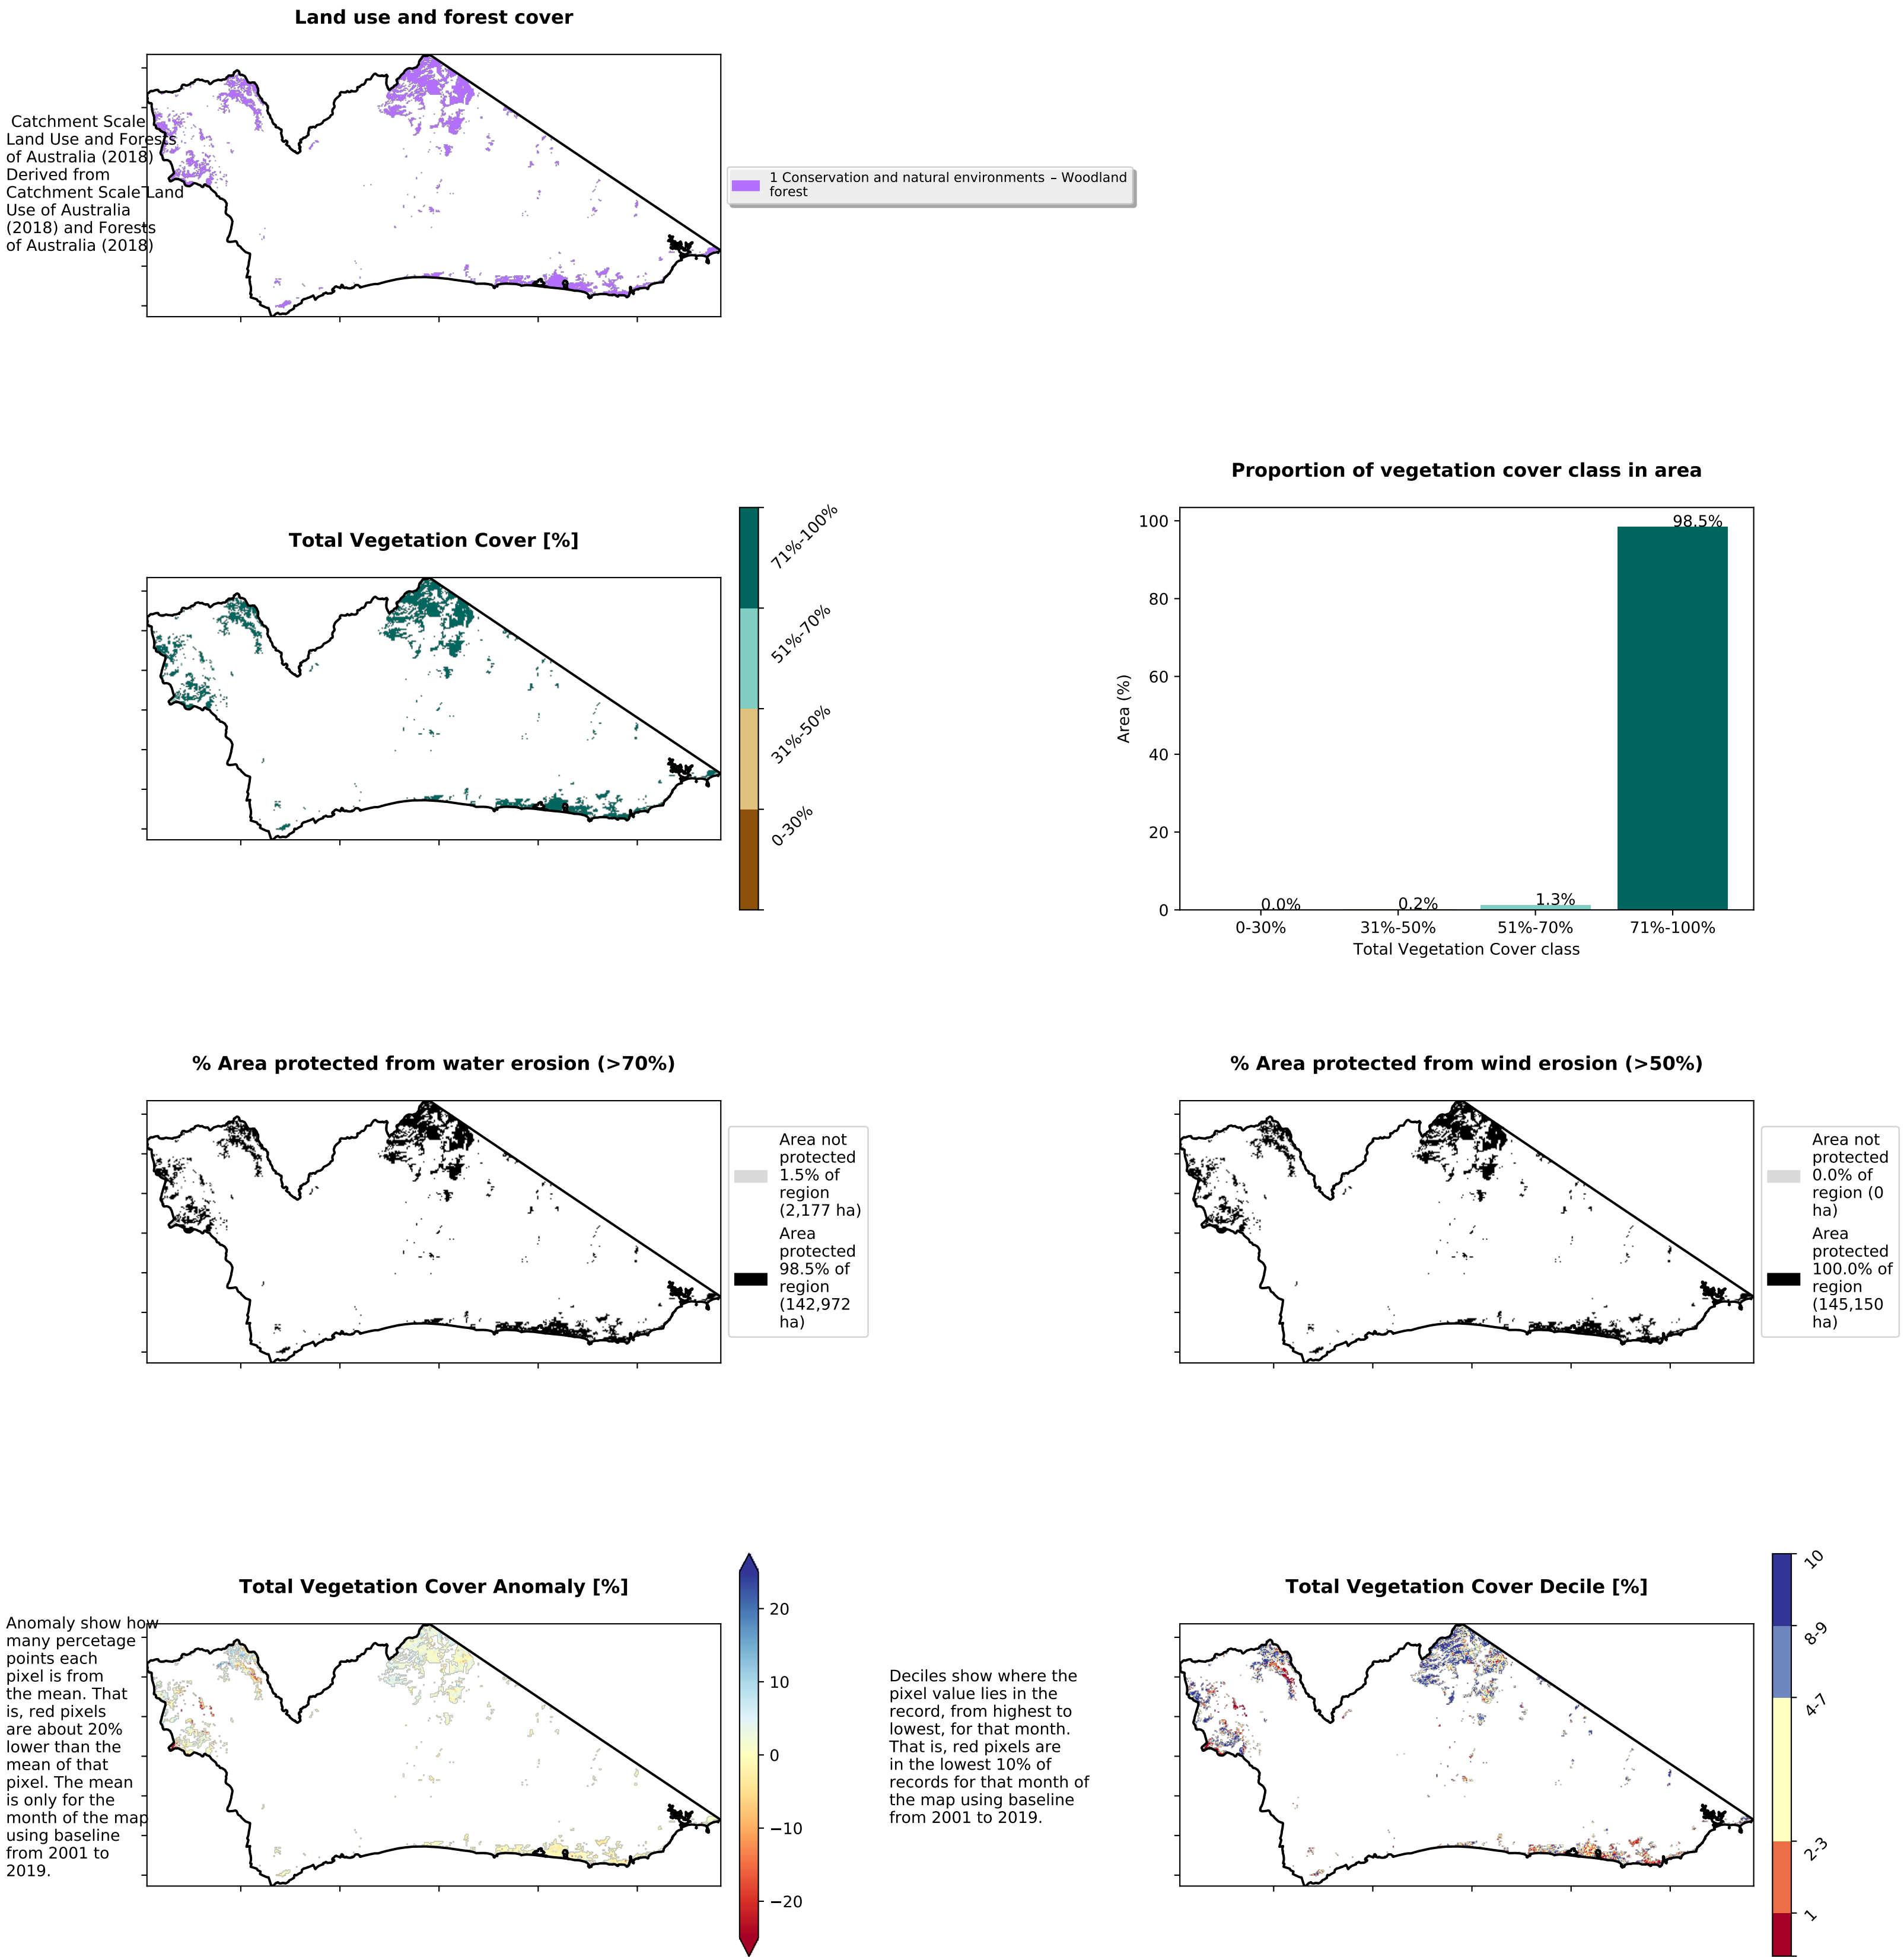 Land use and forest cover
Catchment Scale
Land Use and Forests
of Australia (2018)
Derived from
Catchment Scale Land
Use of Australia
(2018) and Forests
of Australia (2018)
1 Conservation and natural environments – Woodland
forest
Total Vegetation Cover [%]
71%-100%
51%-70%
31%-50%
0-30%
Proportion of vegetation cover class in area
Area (%)
100
80
60
40
20
0
0.0%
0.2%
1.3%
98.5%
0-30%
31%-50%
51%-70%
71%-100%
Total Vegetation Cover class
% Area protected from water erosion (>70%)
Area not
protected
1.5% of
region
(2,177 ha)
Area
protected
98.5% of
region
(142,972
ha)
% Area protected from wind erosion (>50%)
Area not
protected
0.0% of
region (0
ha)
Area
protected
100.0% of
region
(145,150
ha)
Total Vegetation Cover Anomaly [%]
Anomaly show how
many percetage
points each
pixel is from
the mean. That
is, red pixels
are about 20%
lower than the
mean of that
pixel. The mean
is only for the
month of the map
using baseline
from 2001 to
2019.
20
10
0
−10
−20
Deciles show where the
pixel value lies in the
record, from highest to
lowest, for that month.
That is, red pixels are
in the lowest 10% of
records for that month of
the map using baseline
from 2001 to 2019.
Total Vegetation Cover Decile [%]
10
8-9
4-7
2-3
1